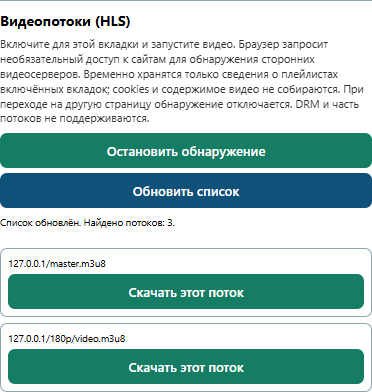 Видеопотоки (HLS)
Включите для этой вкладки и запустите видео. Браузер запросит
необязательный доступ к сайтам для обнаружения сторонних
видеосерверов. Временно хранятся только сведения о плейлистах
включённых вкладок; cookies и содержимое видео не собираются. При
переходе на другую страницу обнаружение отключается. DRM и часть
потоков не поддерживаются.
Остановить обнаружение
Обновить список
Список обновлён. Найдено потоков: 3.
127.0.0.1/master.m3u8
Скачать этот поток
127.0.0.1/180p/video.m3u8
Скачать этот поток